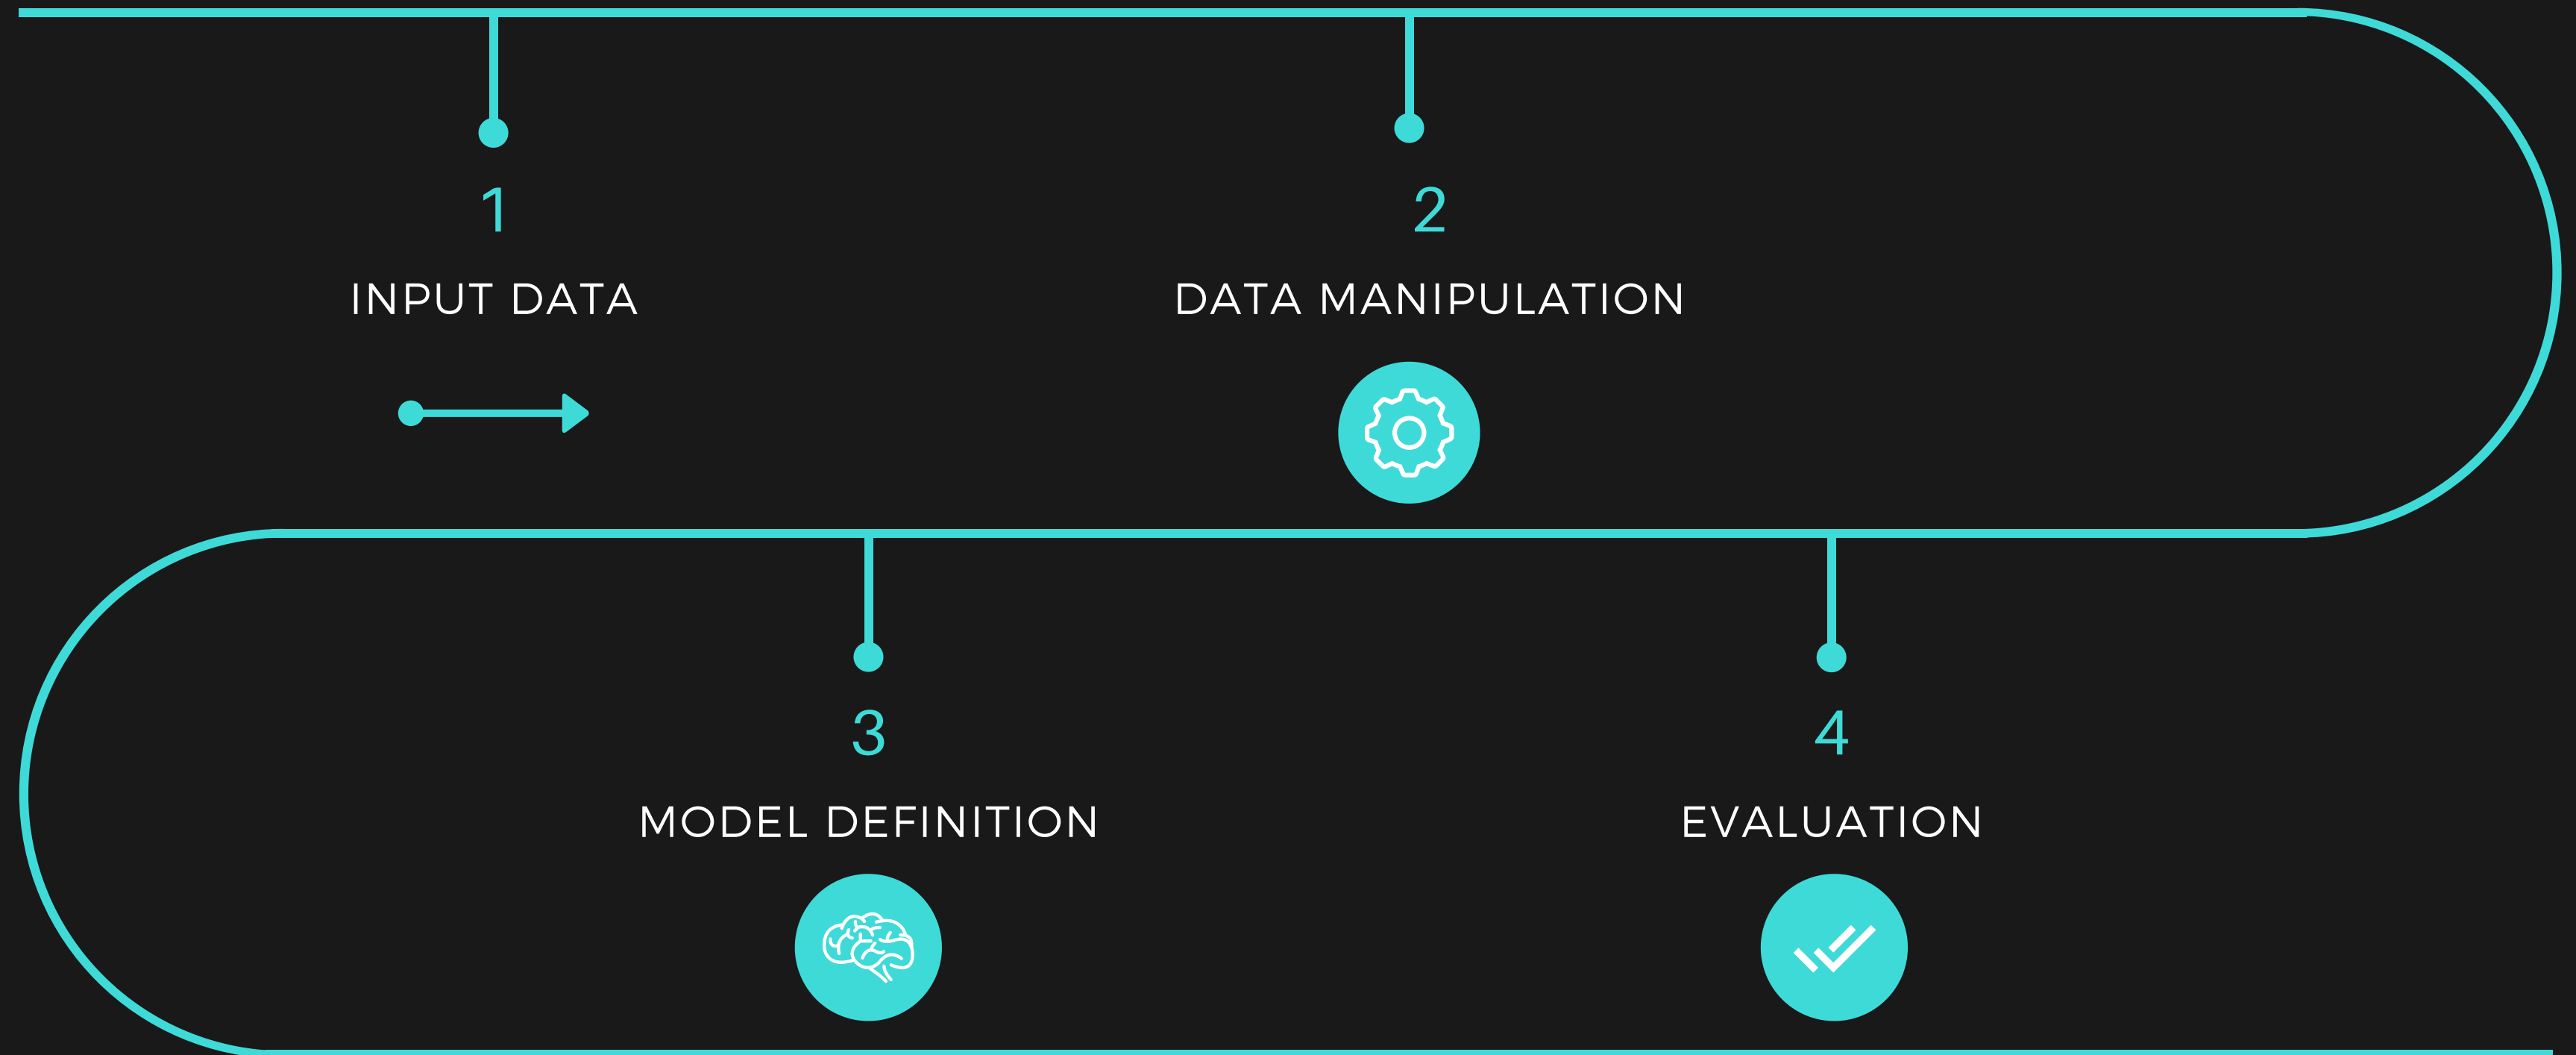 1
INPUT DATA
2
DATA MANIPULATION
3
MODEL DEFINITION
4
EVALUATION